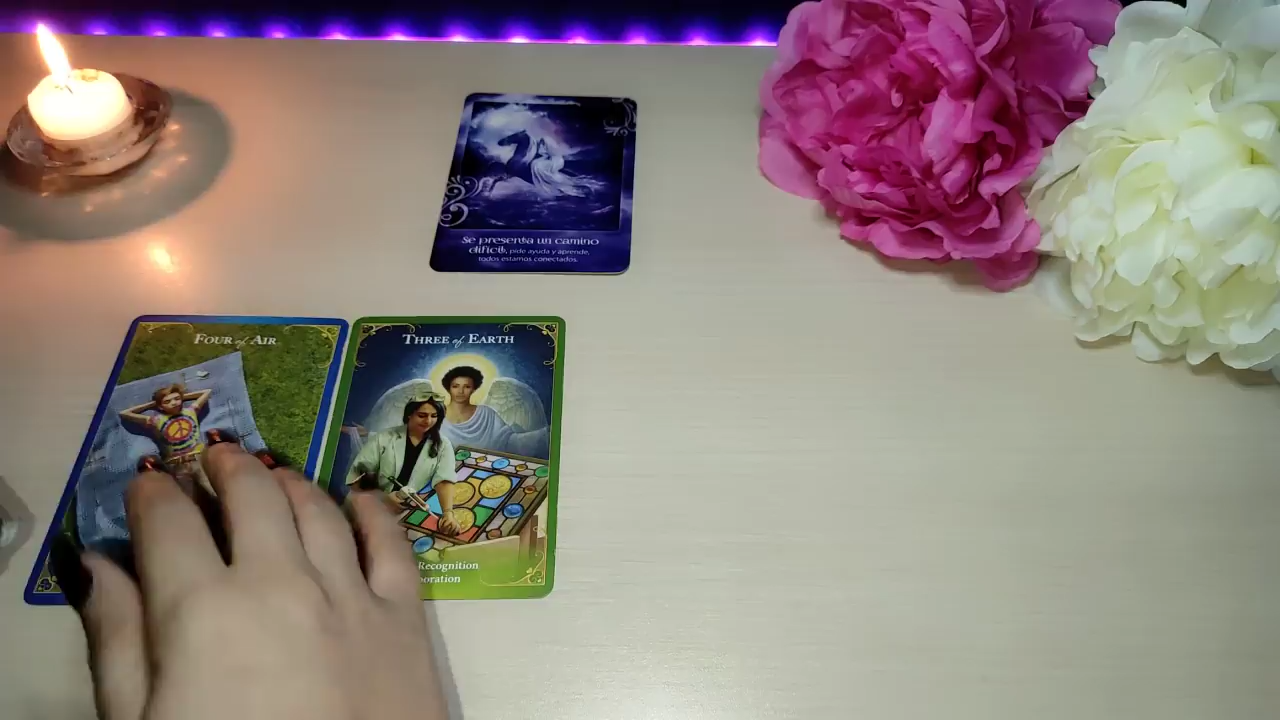 Se presenta un camino
difícil, pide ayuda y aprende,
todos estamos conectados.
FOUR of AIR
THREE of EARTH
Recognition